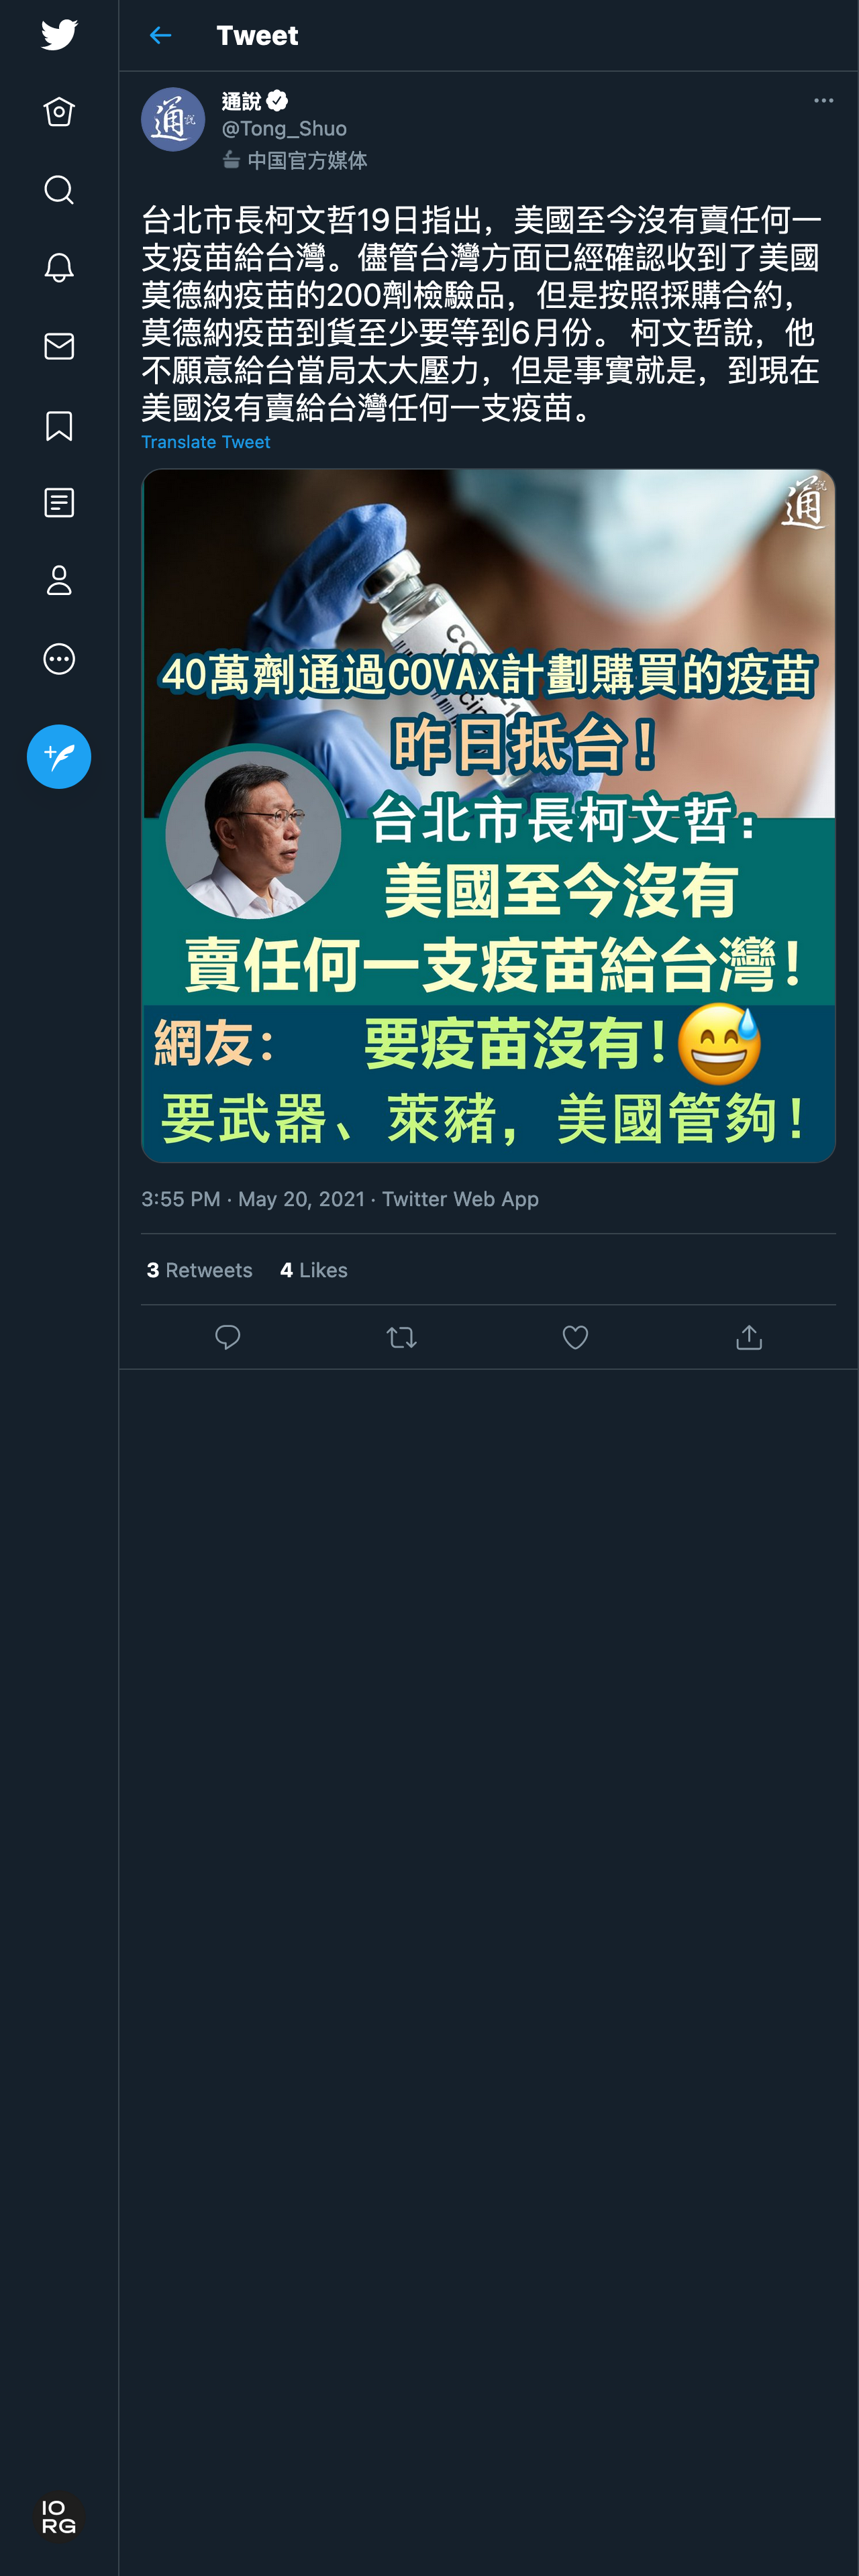 Tweet
通說
@Tong_Shuo
中国官方媒体
台北市長柯文哲19日指出，美國至今沒有賣任何一
支疫苗給台灣。儘管台灣方面已經確認收到了美國
莫德納疫苗的200劑檢驗品，但是按照採購合約，
莫德納疫苗到貨至少要等到6月份。 柯文哲說，他
不願意給台當局太大壓力，但是事實就是，到現在
美國沒有賣給台灣任何一支疫苗。
Translate Tweet
通說
40萬劑通過COVAX計劃購買的疫苗
昨日抵台！
台北市長柯文哲：
美國至今沒有
賣任何一支疫苗給台灣！
網友： 要疫苗沒有！
要武器、萊豬，美國管夠！
3:55 PM · May 20, 2021 · Twitter Web App
3 Retweets 4 Likes
IO
RG